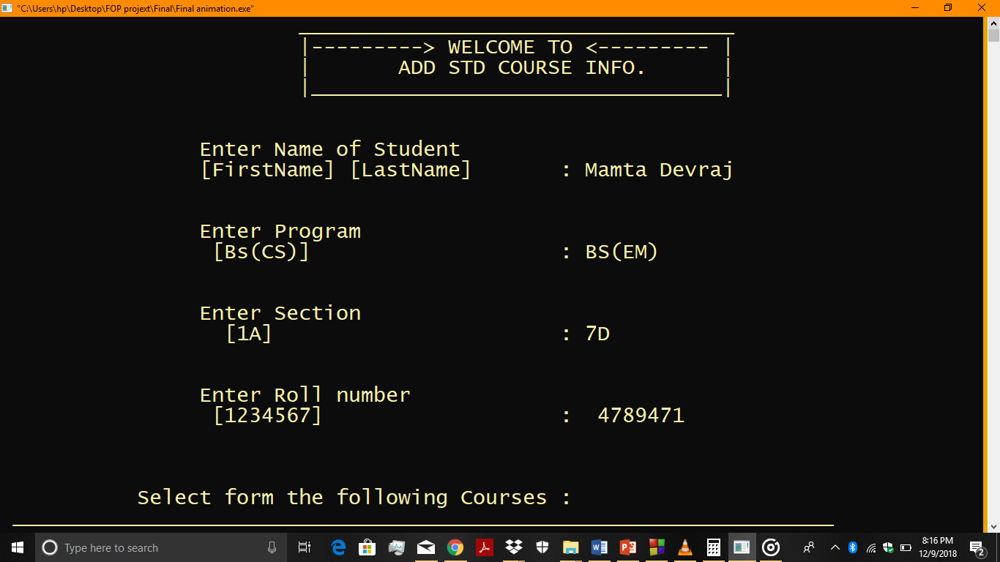 "C:\Users\hp\Desktop\FOP projext\Final\Final animation.exe"
|---------> WELCOME TO <--------- |
| ADD STD COURSE INFO. |
|_________________________________|
Enter Name of Student
[FirstName] [LastName] : Mamta Devraj
Enter Program
[Bs(CS)] : BS(EM)
Enter Section
[1A] : 7D
Enter Roll number
[1234567] : 4789471
Select form the following Courses :
Type here to search
8:16 PM
12/9/2018
2